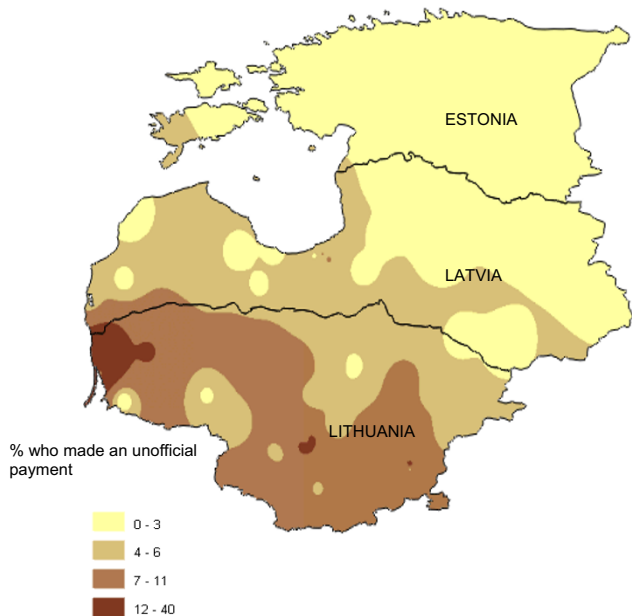 ESTONIA
LATVIA
LITHUANIA
% who made an unofficial
payment
0 - 3
4 - 6
7 - 11
12 - 40